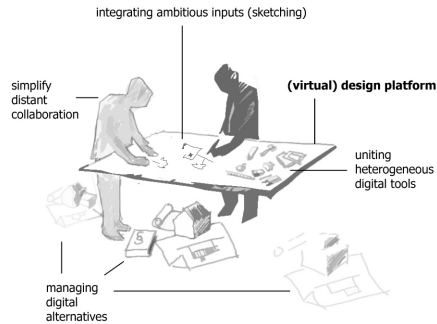 integrating ambitious inputs (sketching)
simplify
distant
collaboration
(virtual) design platform
uniting
heterogeneous
digital tools
§
managing
digital
alternatives